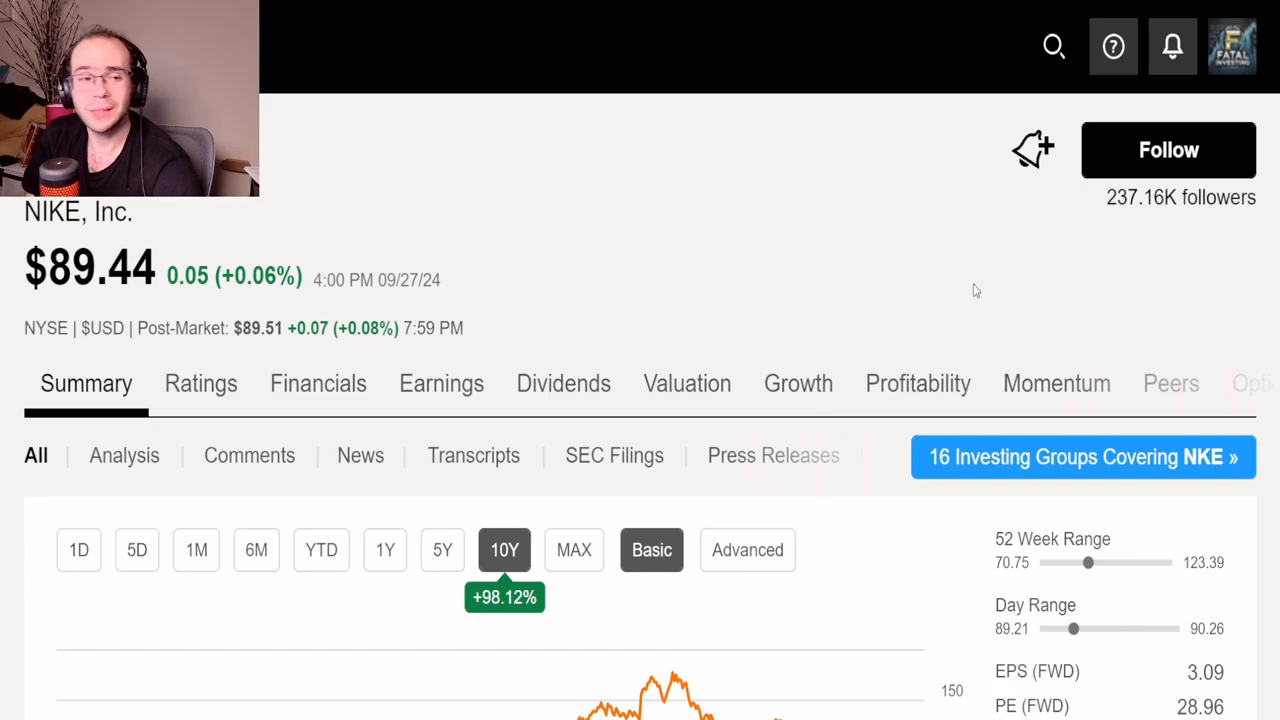 F
FATAL
INVESTING
Follow
237.16K followers
NIKE, Inc.
$89.44 0.05 (+0.06%) 4:00 PM 09/27/24
NYSE | $USD | Post-Market: $89.51 +0.07 (+0.08%) 7:59 PM
Summary Ratings Financials Earnings Dividends Valuation Growth Profitability Momentum Peers Opti
All | Analysis | Comments | News | Transcripts | SEC Filings | Press Releases
16 Investing Groups Covering NKE »
1D 5D 1M 6M YTD 1Y 5Y 10Y MAX Basic Advanced
+98.12%
150
52 Week Range
70.75 123.39
Day Range
89.21 90.26
EPS (FWD) 3.09
PE (FWD) 28.96